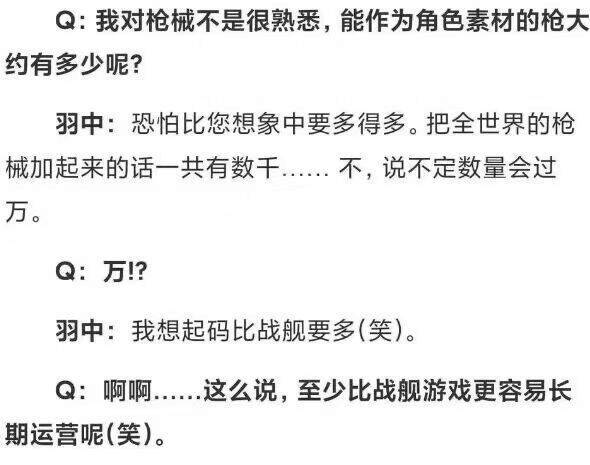 Q：我对枪械不是很熟悉，能作为角色素材的枪大
约有多少呢？
羽中：恐怕比您想象中要多得多。把全世界的枪
械加起来的话一共有数千…… 不，说不定数量会过
万。
Q：万!?
羽中：我想起码比战舰要多(笑)。
Q：啊啊……这么说，至少比战舰游戏更容易长
期运营呢(笑)。